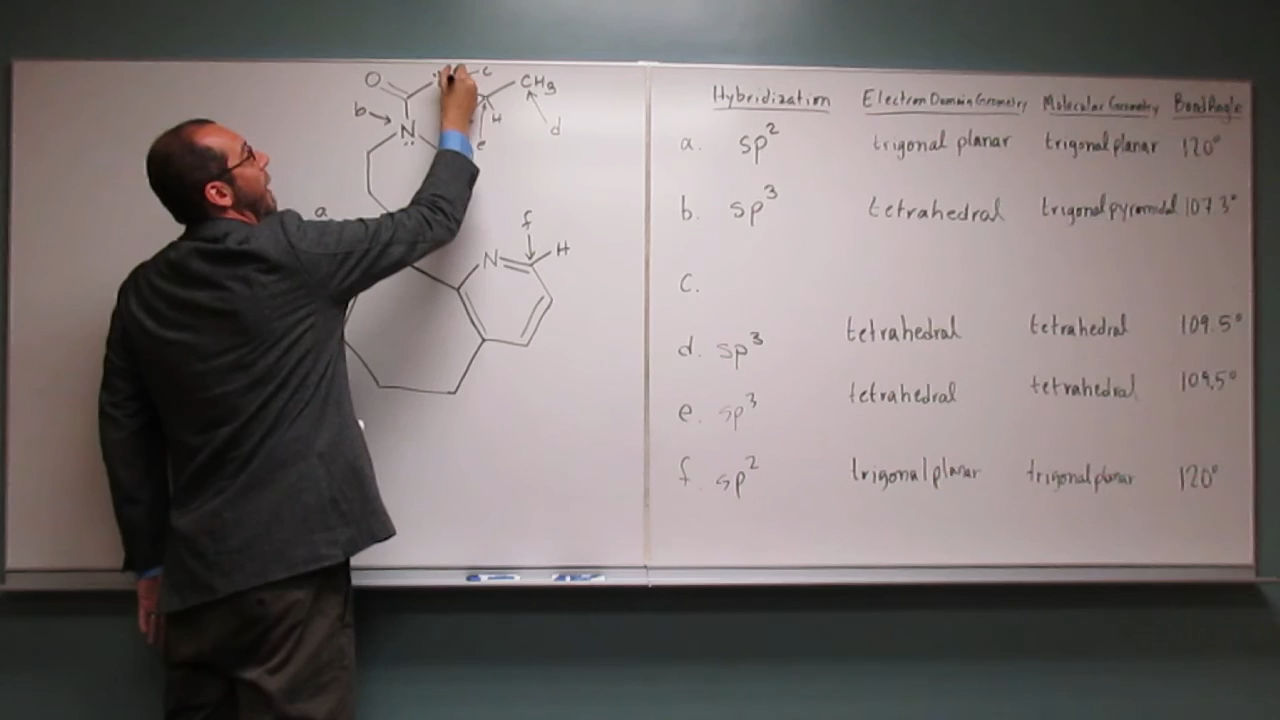 O
c
CH3
b
N
H
d
e
a
f
N
H
Hybridization Electron Domain Geometry Molecular Geometry Bond Angle
a. sp² trigonal planar trigonal planar 120°
b. sp³ tetrahedral trigonal pyramidal 107.3°
c.
d. sp³ tetrahedral tetrahedral 109.5°
e. sp³ tetrahedral tetrahedral 109.5°
f. sp² trigonal planar trigonal planar 120°